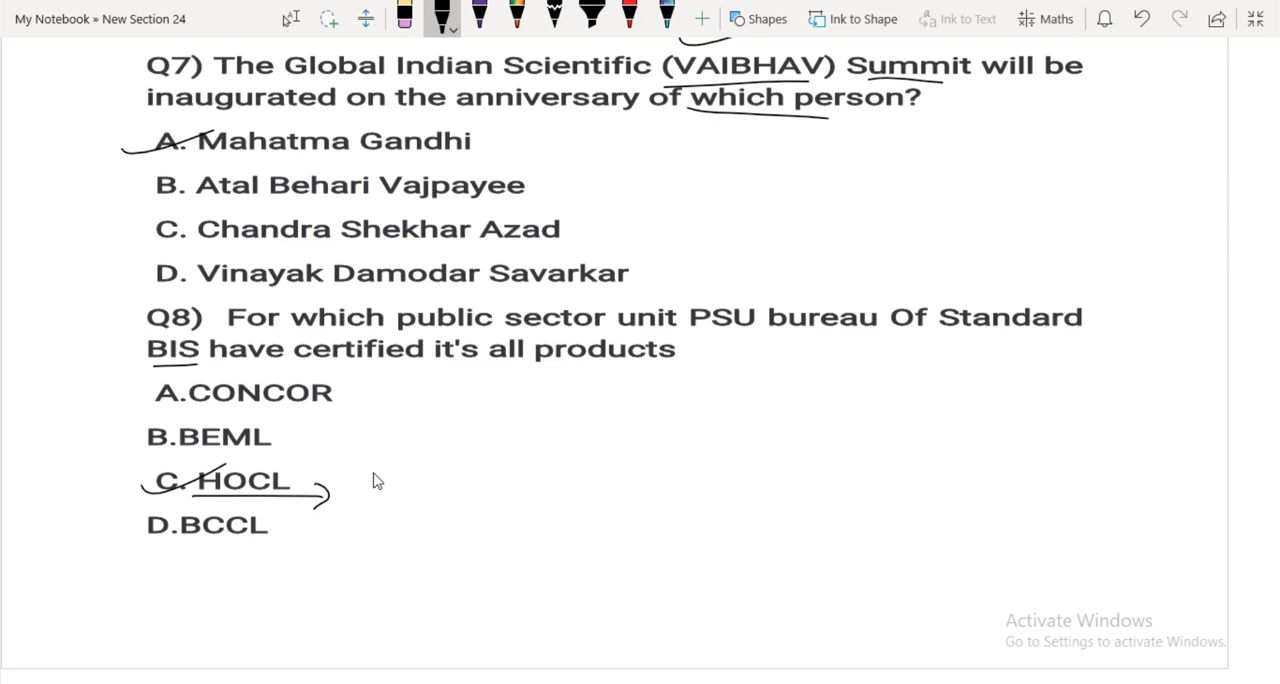 My Notebook » New Section 24
Shapes Ink to Shape Ink to Text Maths
Q7) The Global Indian Scientific (VAIBHAV) Summit will be
inaugurated on the anniversary of which person?
A. Mahatma Gandhi
B. Atal Behari Vajpayee
C. Chandra Shekhar Azad
D. Vinayak Damodar Savarkar
Q8) For which public sector unit PSU bureau Of Standard
BIS have certified it's all products
A.CONCOR
B.BEML
C. HOCL
D.BCCL
Activate Windows
Go to Settings to activate Windows.